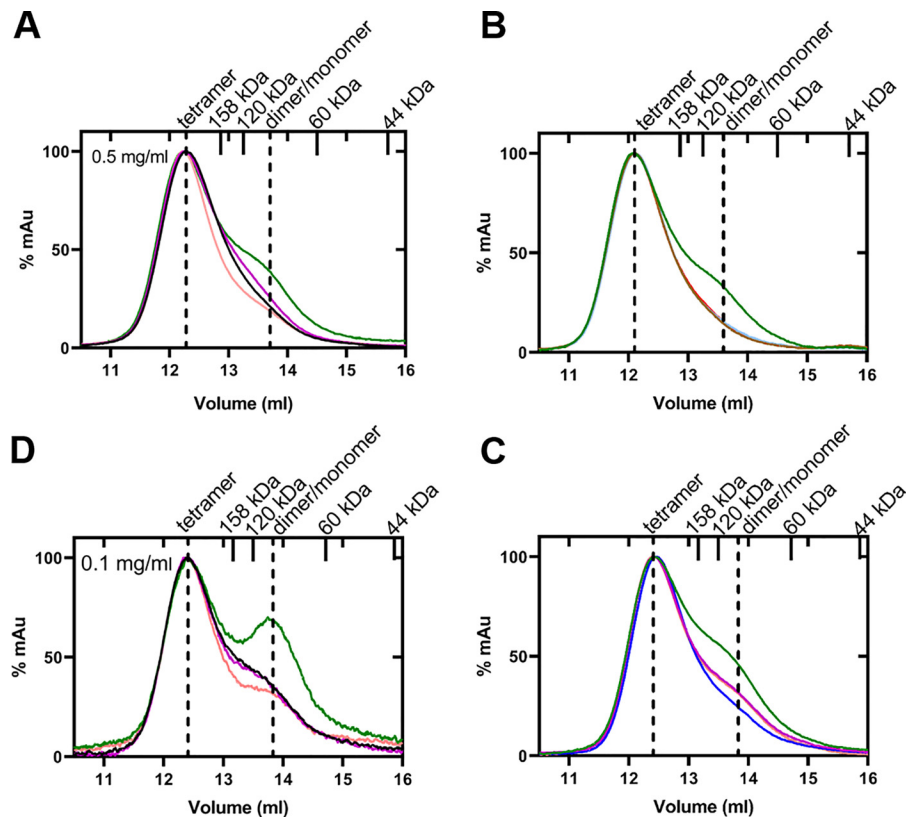 A
tetramer
158 kDa
120 kDa
dimer/monomer
60 kDa
44 kDa
0.5 mg/ml
100
50
0
% mAu
11 12 13 14 15 16
Volume (ml)
B
tetramer
158 kDa
120 kDa
dimer/monomer
60 kDa
44 kDa
100
50
0
% mAu
11 12 13 14 15 16
Volume (ml)
D
tetramer
158 kDa
120 kDa
dimer/monomer
60 kDa
44 kDa
0.1 mg/ml
100
50
0
% mAu
11 12 13 14 15 16
Volume (ml)
C
tetramer
158 kDa
120 kDa
dimer/monomer
60 kDa
44 kDa
100
50
0
% mAu
11 12 13 14 15 16
Volume (ml)